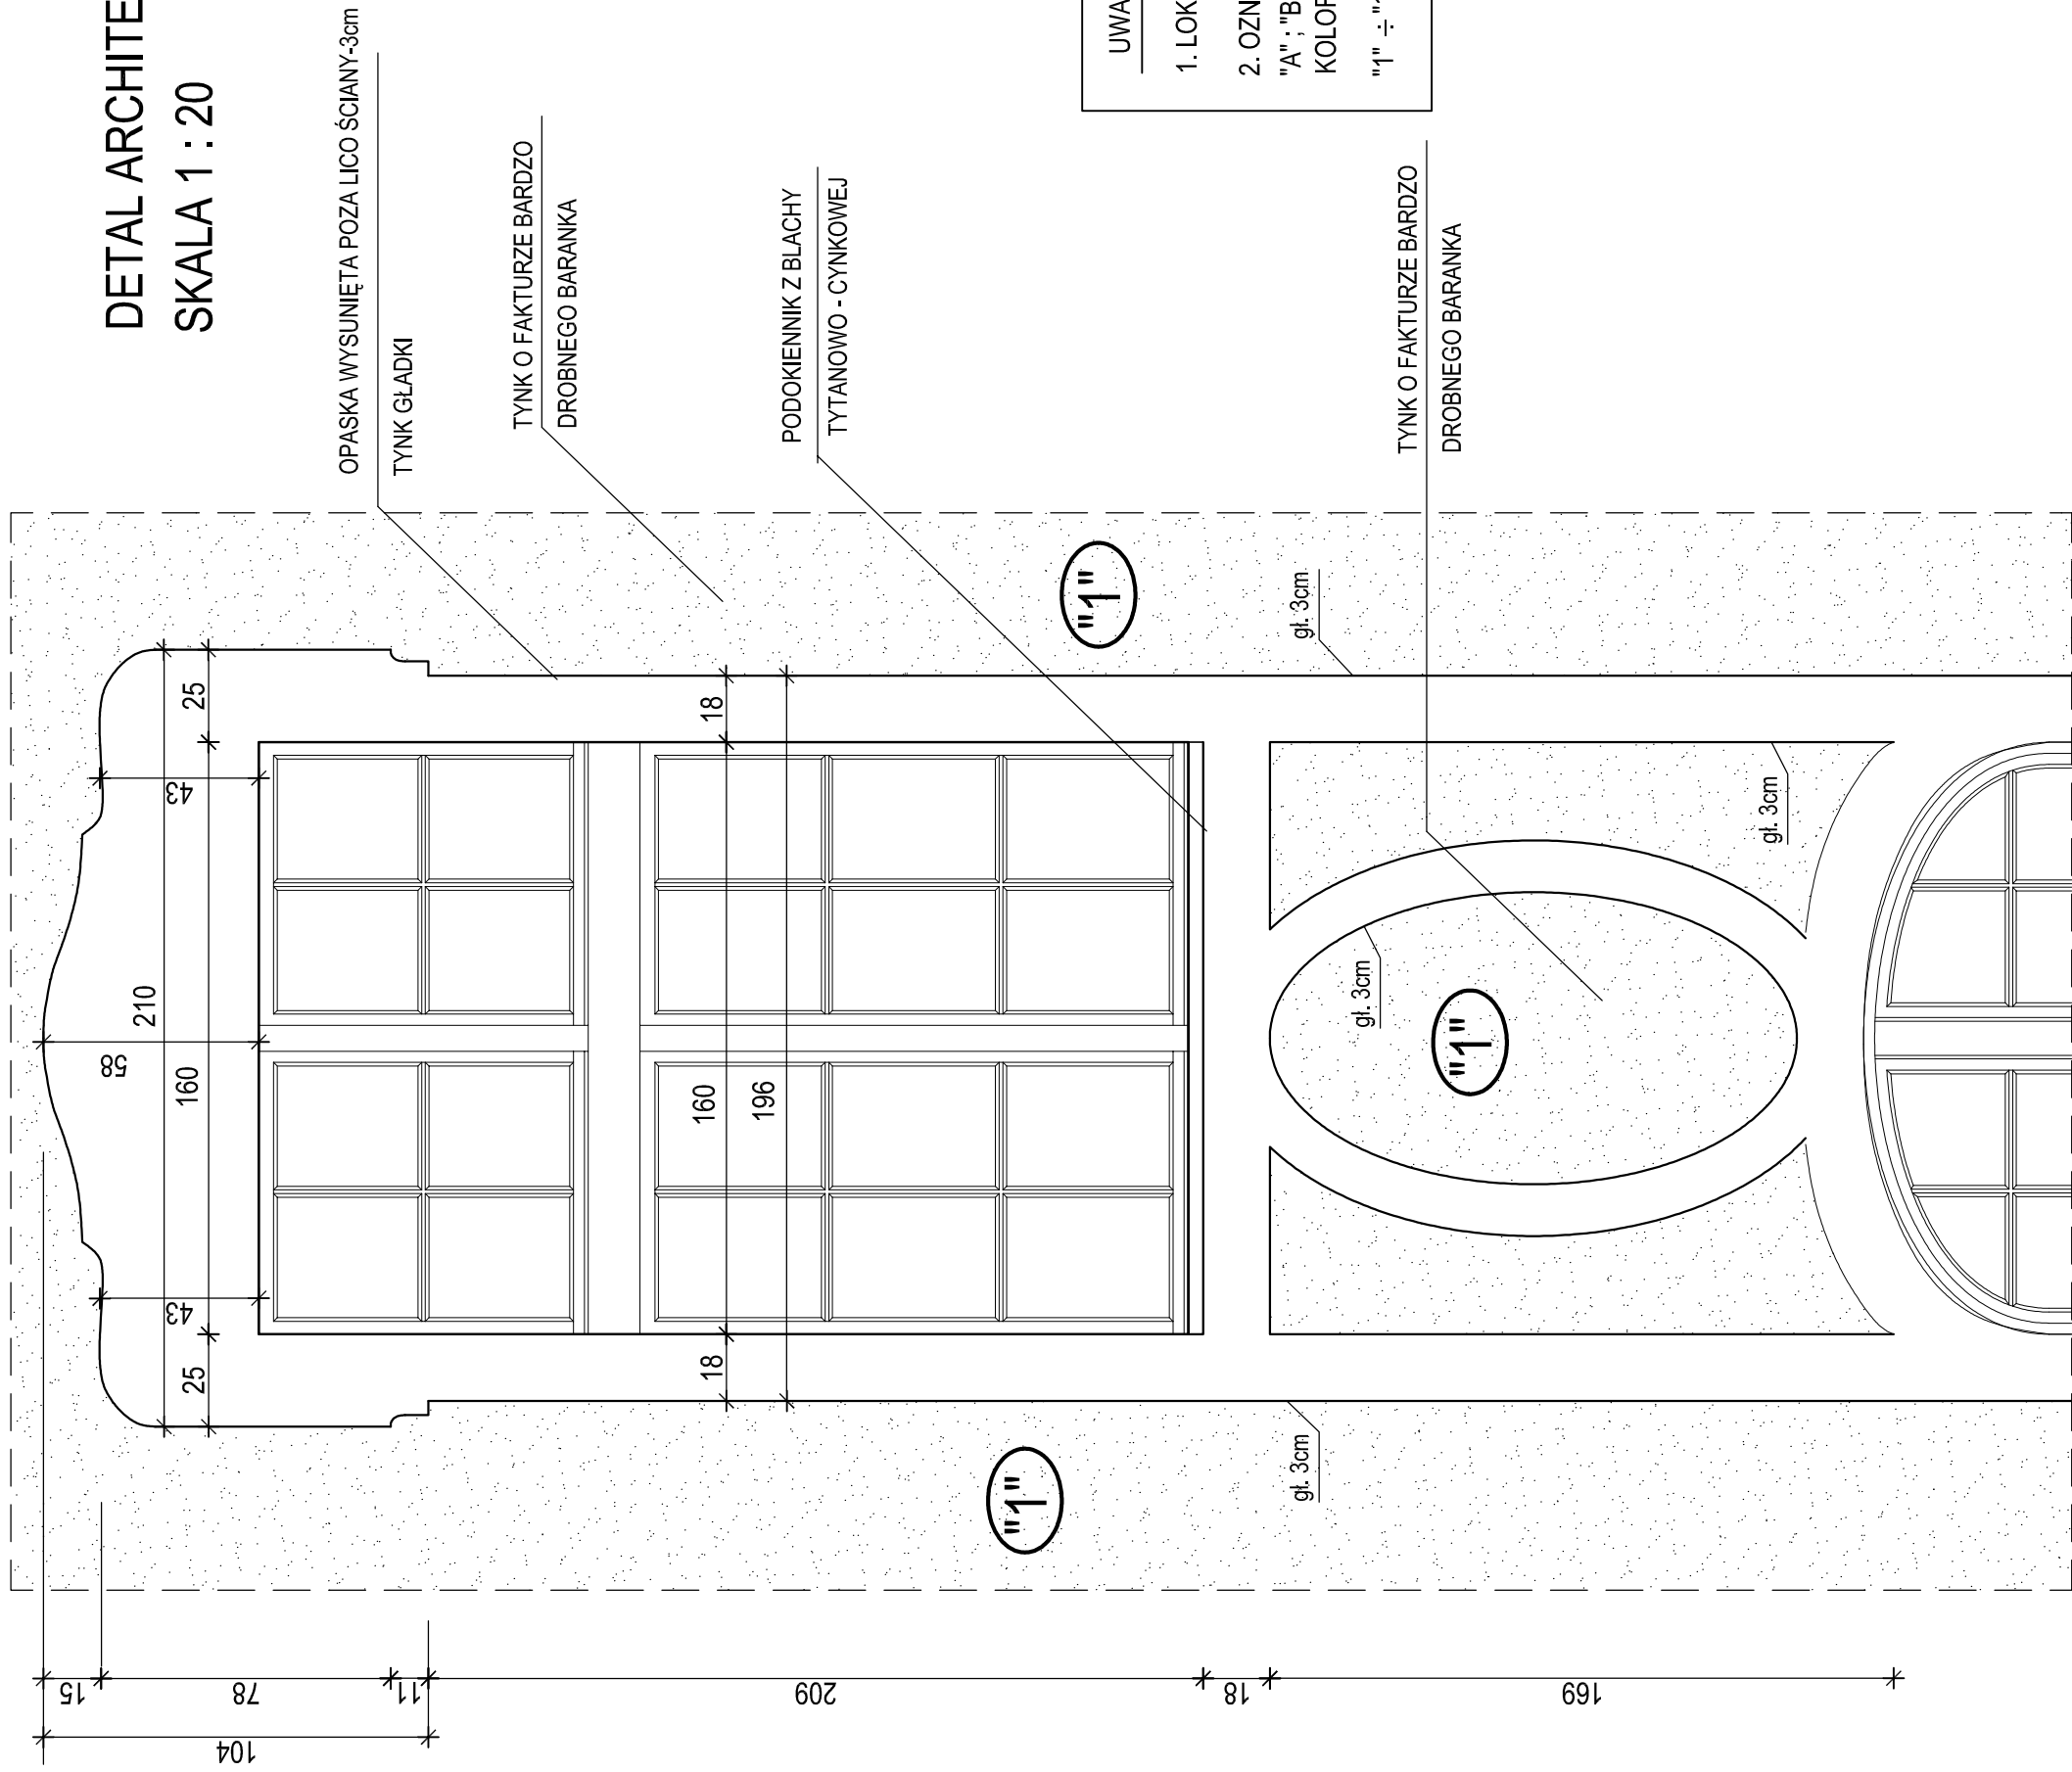 DETAL ARCHITE
SKALA 1 : 20
OPASKA WYSUNIĘTA POZA LICO ŚCIANY-3cm
TYNK GŁADKI
TYNK O FAKTURZE BARDZO
DROBNEGO BARANKA
PODOKIENNIK Z BLACHY
TYTANOWO - CYNKOWEJ
TYNK O FAKTURZE BARDZO
DROBNEGO BARANKA
UWA
1. LOK
2. OZN
"A" ; "B
KOLOR
"1" ÷ "
"1"
"1"
"1"
gł. 3cm
gł. 3cm
gł. 3cm
gł. 3cm
58
43
43
210
25
160
25
18
160
18
196
15
78
11
209
18
169
104